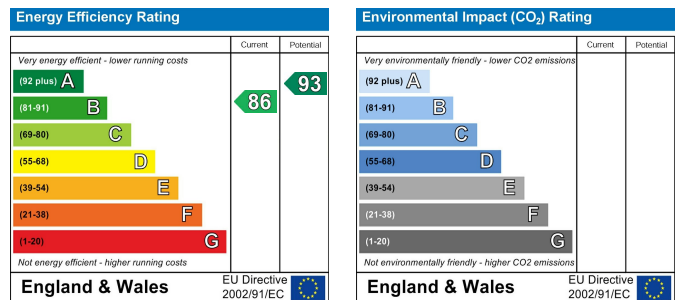 Energy Efficiency Rating
Current Potential
Very energy efficient - lower running costs
(92 plus) A
(81-91) B
(69-80) C
(55-68) D
(39-54) E
(21-38) F
(1-20) G
86
93
Not energy efficient - higher running costs
England & Wales
EU Directive
2002/91/EC
Environmental Impact (CO₂) Rating
Current Potential
Very environmentally friendly - lower CO2 emissions
(92 plus) A
(81-91) B
(69-80) C
(55-68) D
(39-54) E
(21-38) F
(1-20) G
Not environmentally friendly - higher CO2 emissions
England & Wales
EU Directive
2002/91/EC